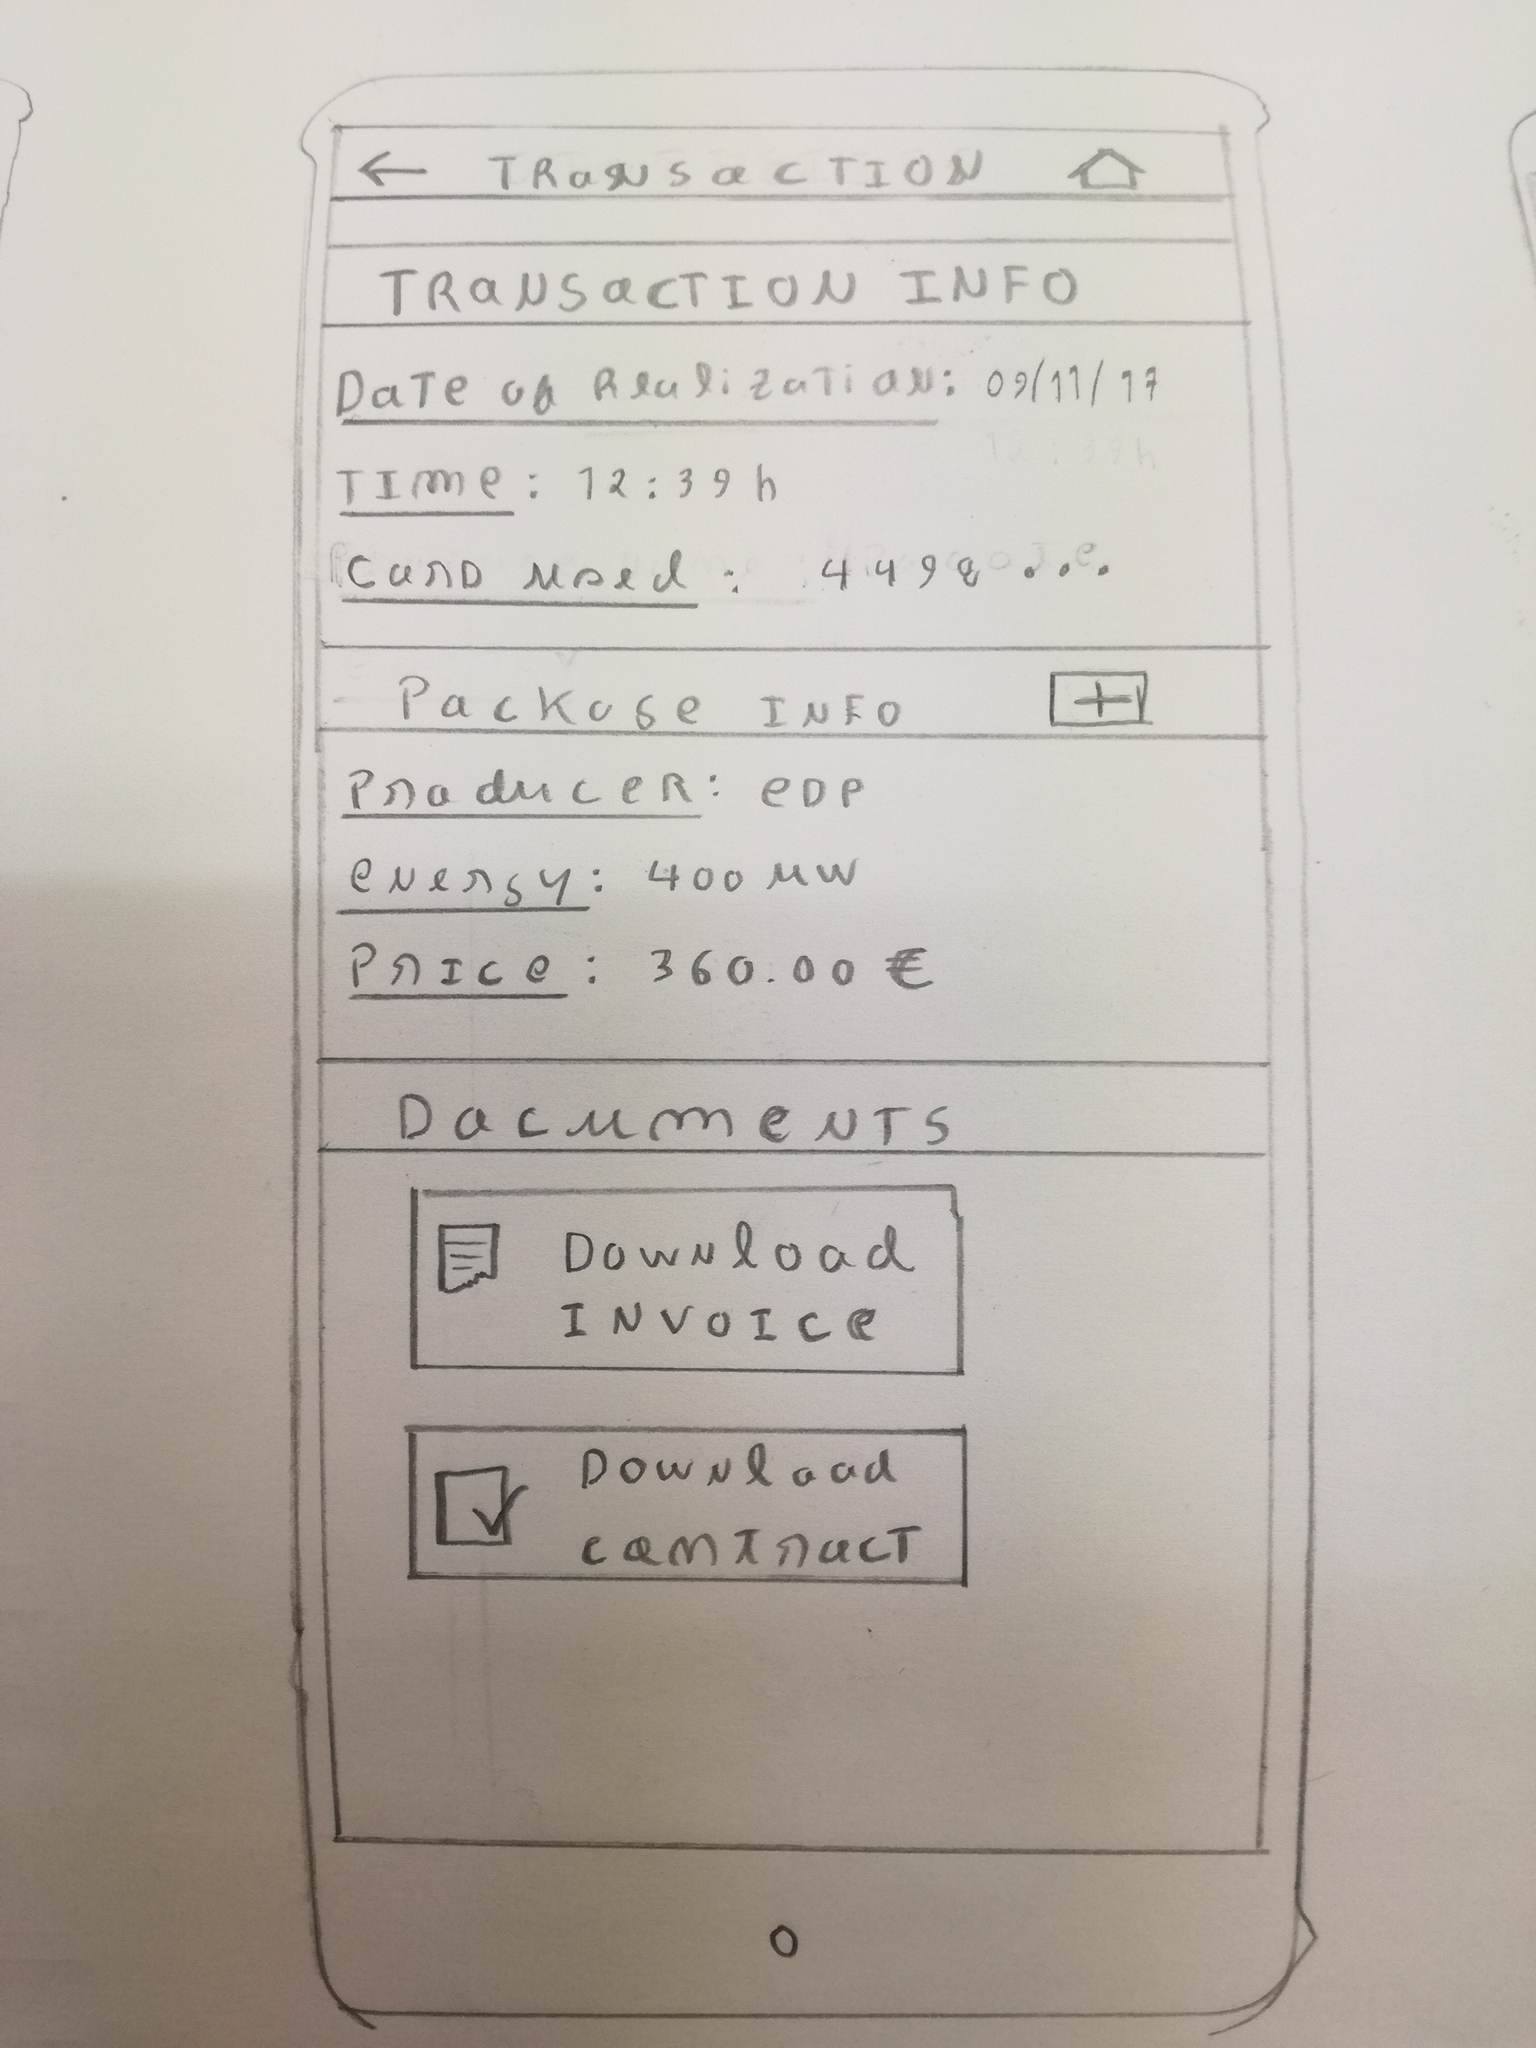 TRANSACTION
TRANSACTION INFO
Date of Realization: 09/11/17
TIme: 12:39 h
Card used: 4498 ...
Package INFO
Producer: EDP
energy: 400 MW
Price: 360.00 €
Documents
Download
INVOICE
Download
contract